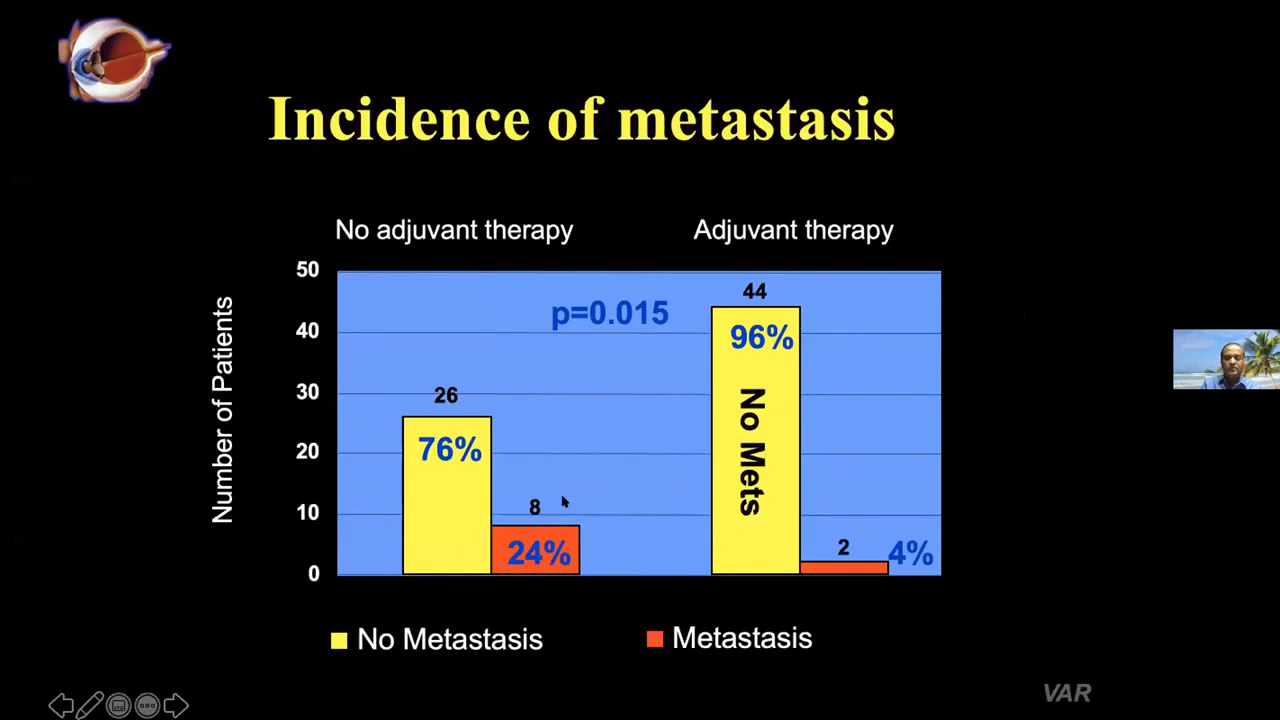 Incidence of metastasis
No adjuvant therapy
Adjuvant therapy
Number of Patients
50
40
30
20
10
0
p=0.015
26
76%
8
24%
44
96%
No Mets
2
4%
No Metastasis
Metastasis
VAR